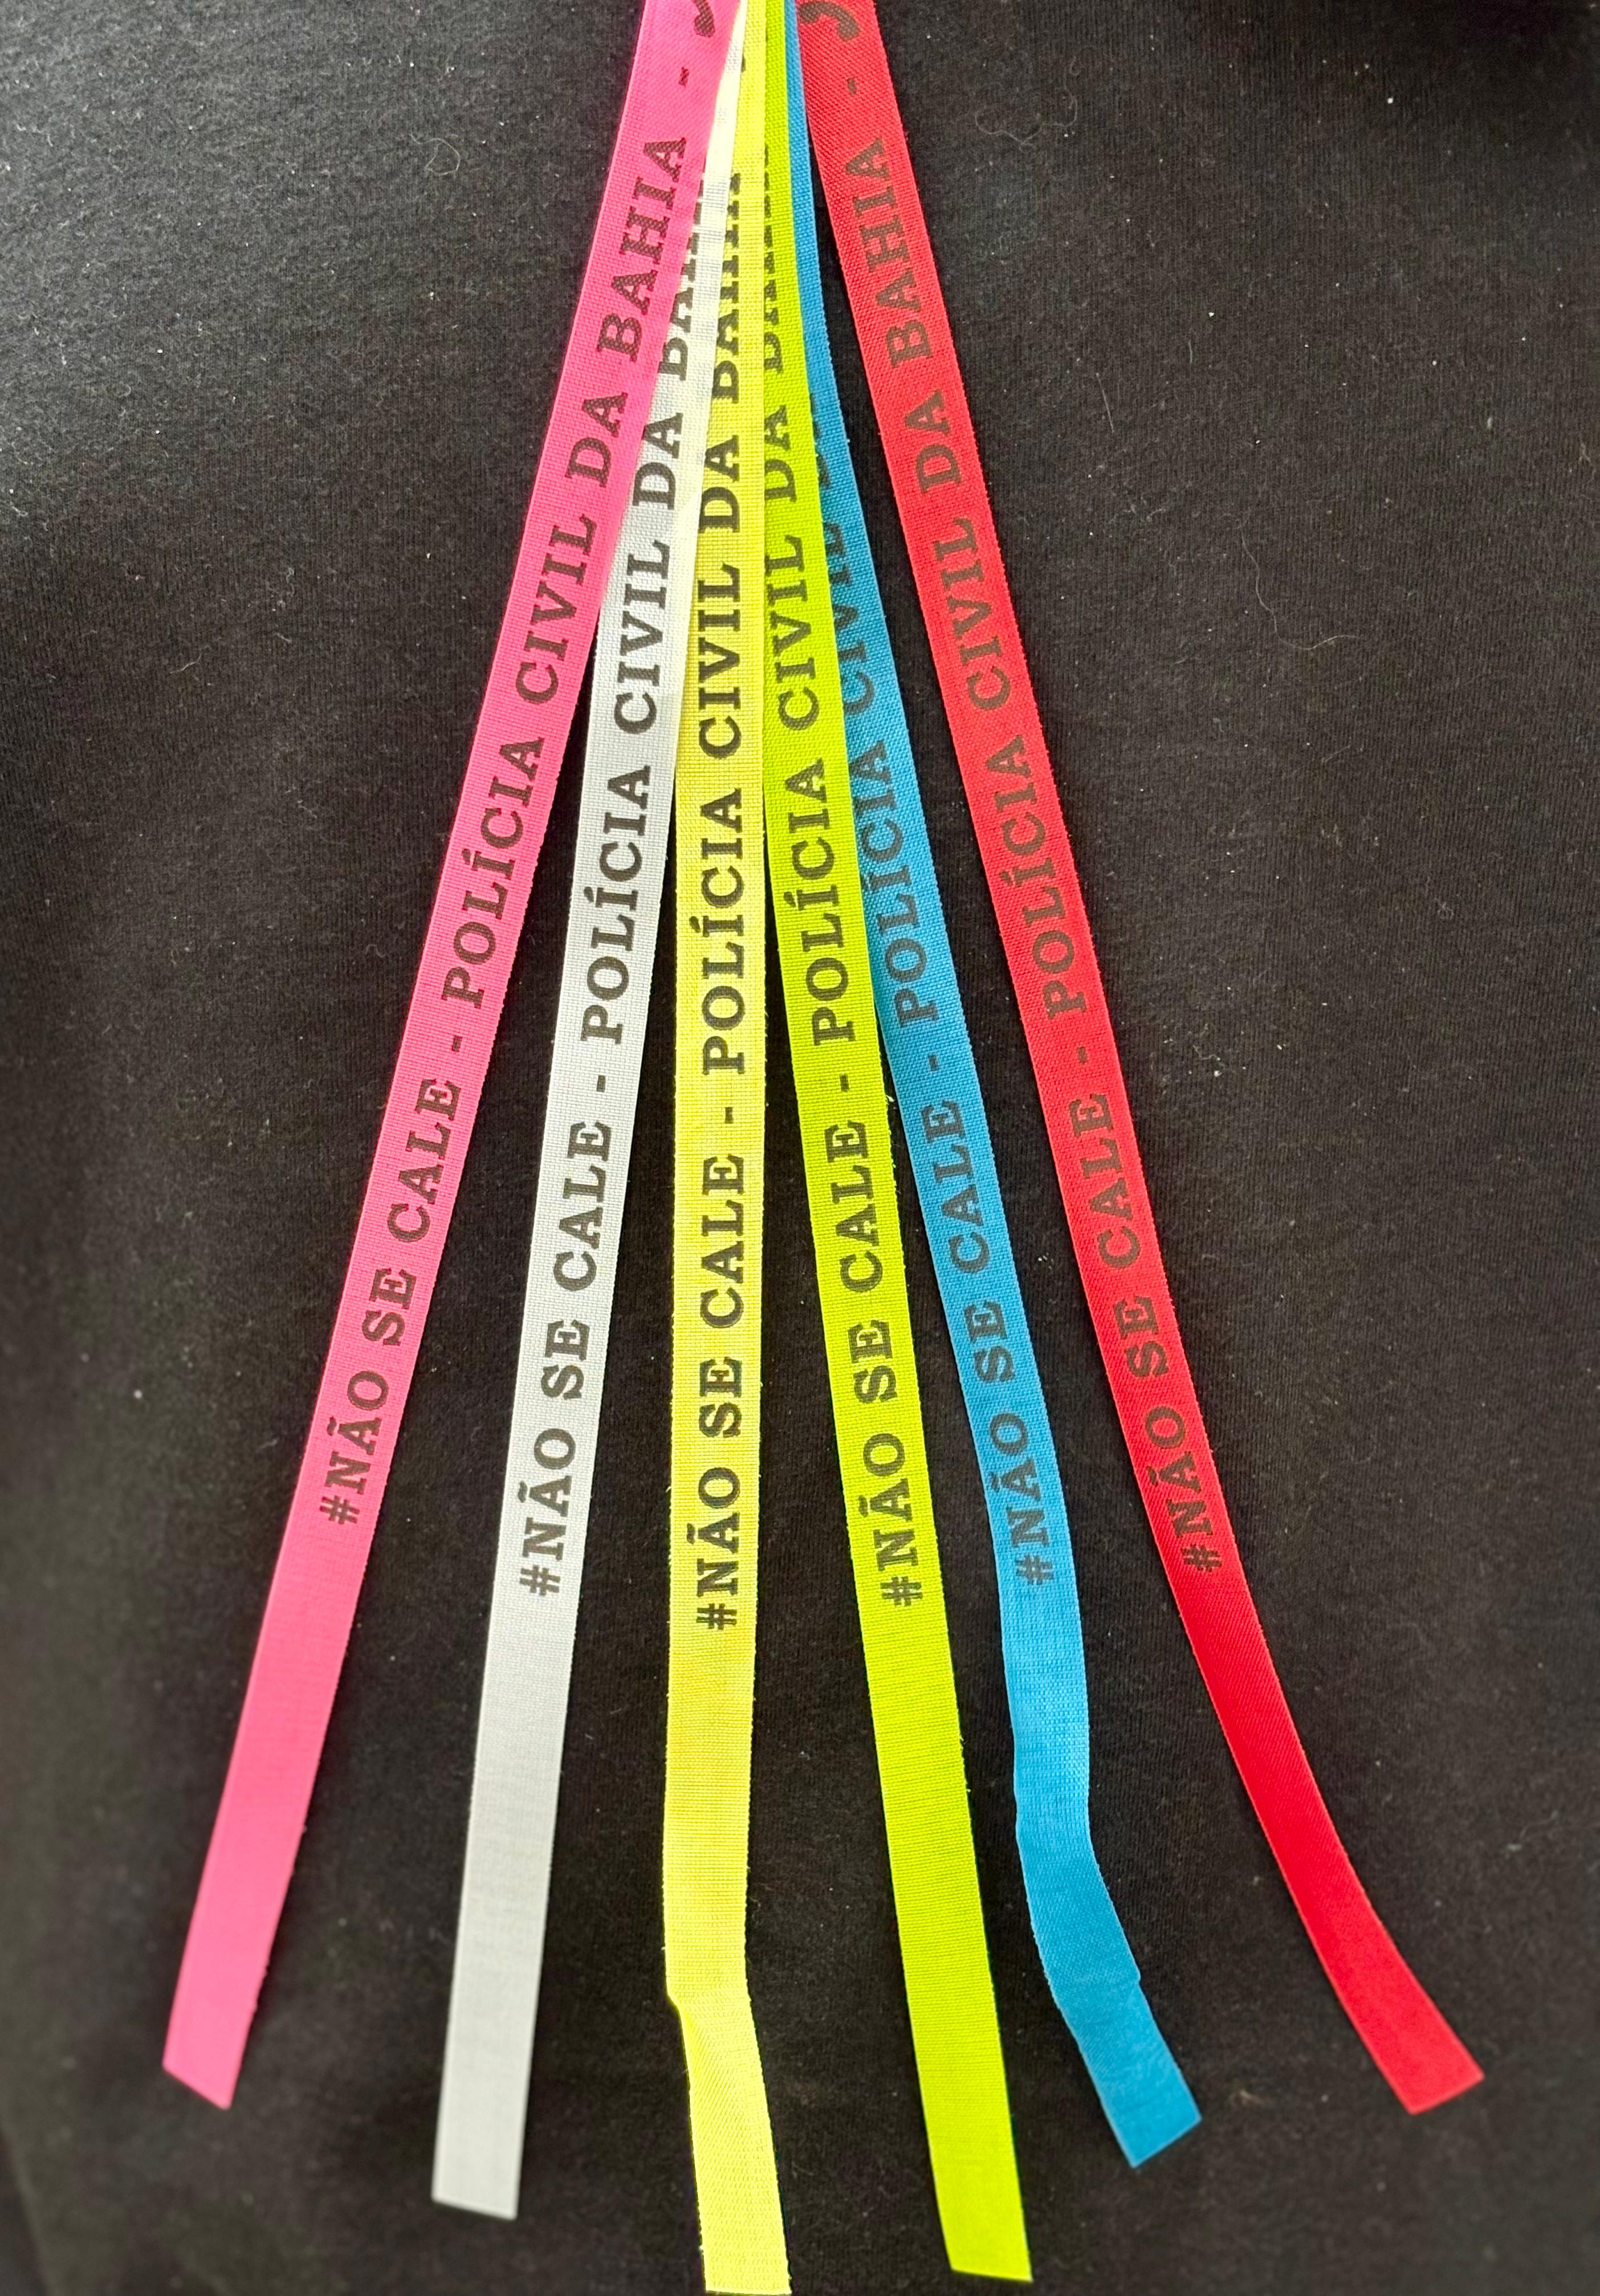 #NÃO SE CALE - POLÍCIA CIVIL DA BAHIA -
#NÃO SE CALE - POLÍCIA CIVIL DA BAHIA
#NÃO SE CALE - POLÍCIA CIVIL DA BAHIA
#NÃO SE CALE - POLÍCIA CIVIL DA BAHIA
#NÃO SE CALE - POLÍCIA CIVIL
#NÃO SE CALE - POLÍCIA CIVIL DA BAHIA -